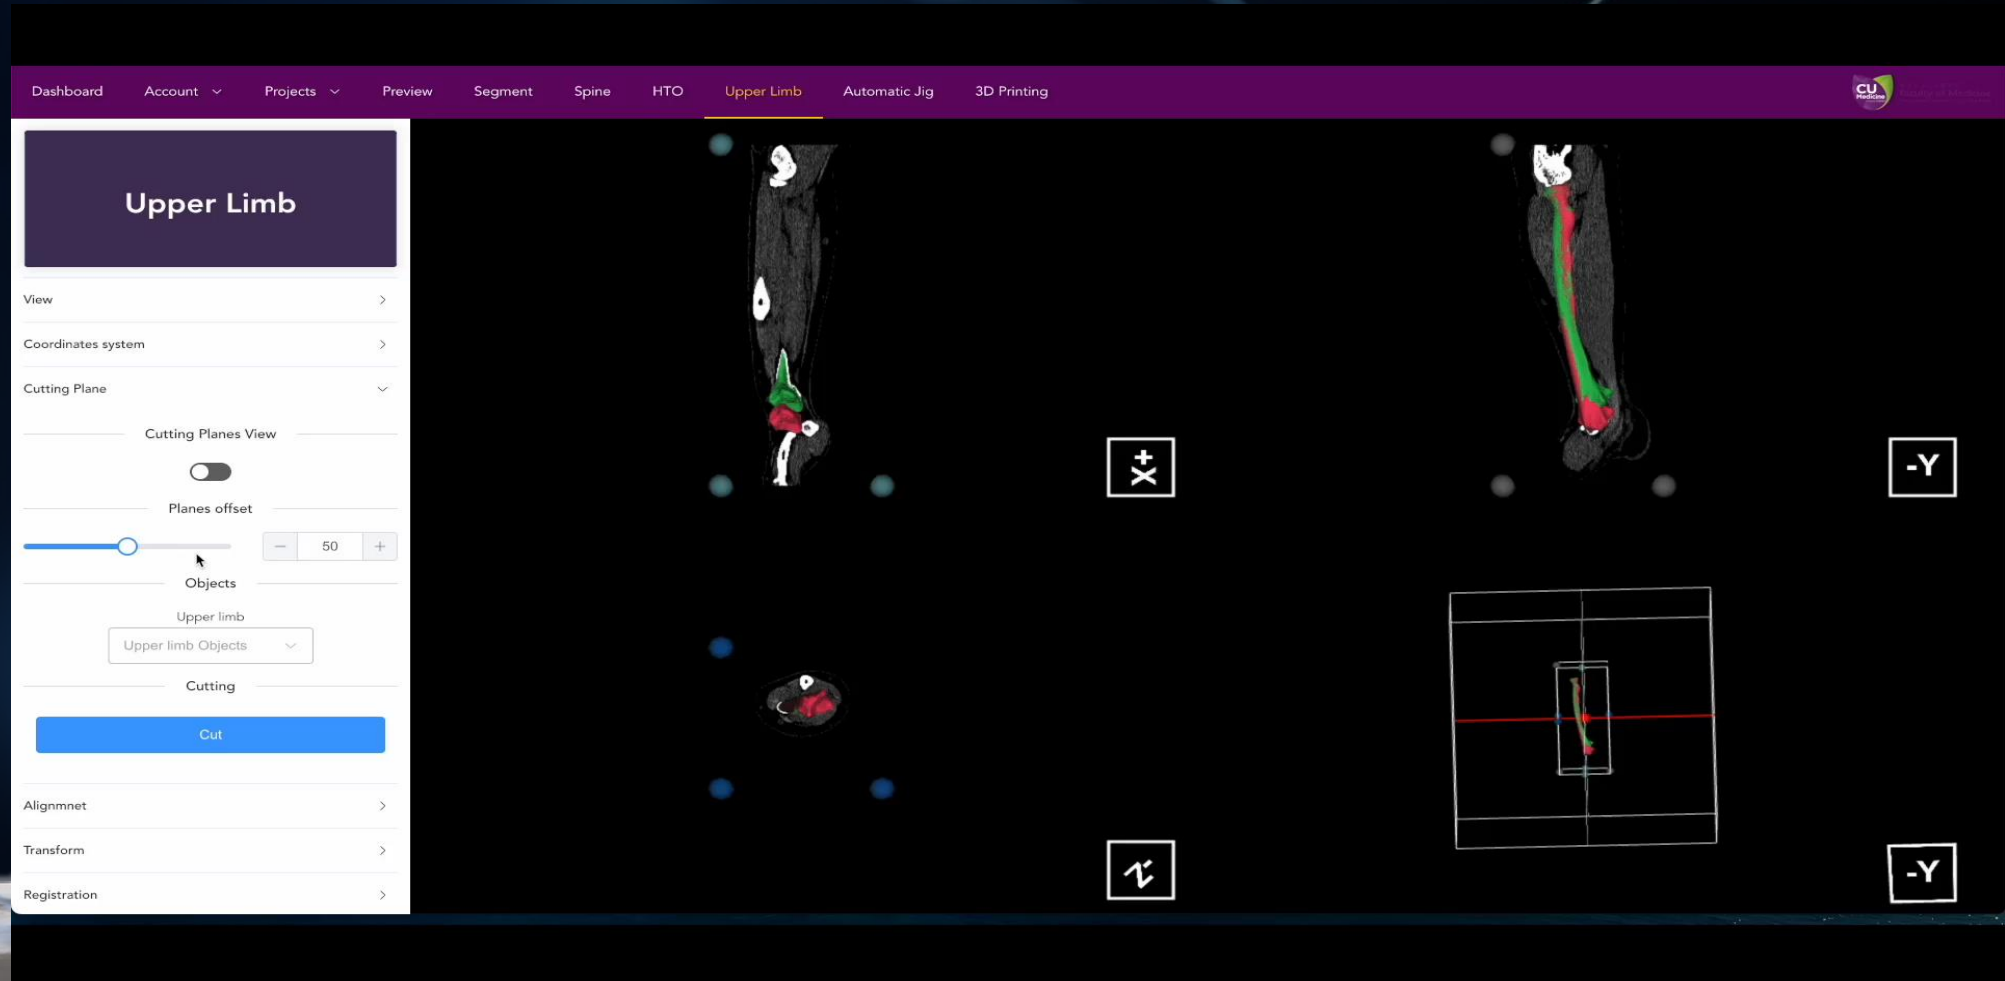 Dashboard
Account
Projects
Preview
Segment
Spine
HTO
Upper Limb
Automatic Jig
3D Printing
CU
Medicine
Upper Limb
View
Coordinates system
Cutting Plane
Cutting Planes View
Planes offset
50
Objects
Upper limb
Upper limb Objects
Cutting
Cut
Alignmnet
Transform
Registration
+X
-Y
-Y